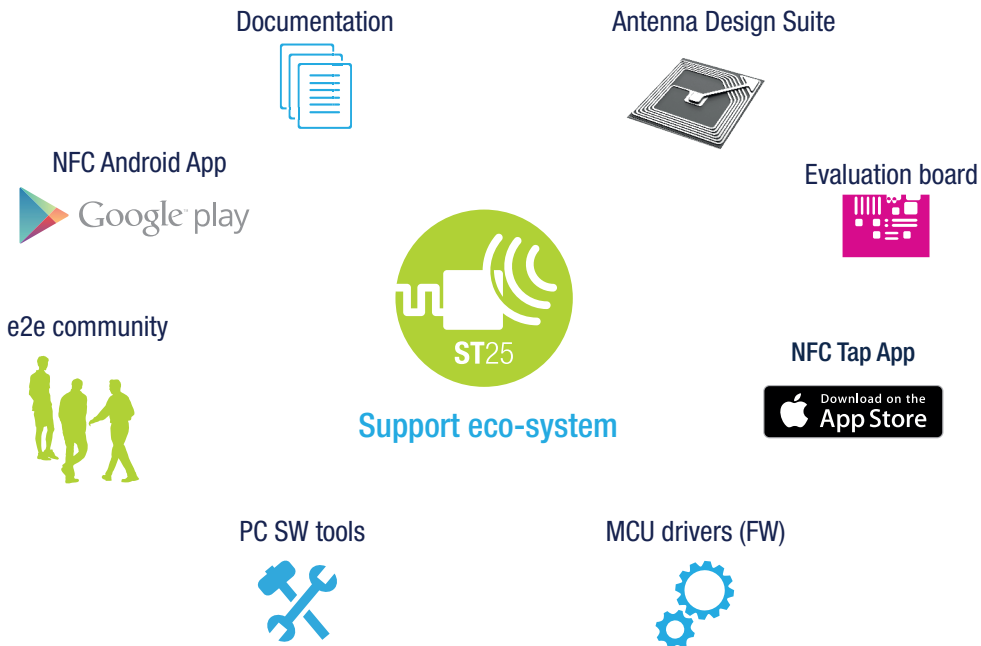 Documentation
Antenna Design Suite
NFC Android App
Google play
Evaluation board
e2e community
ST25
NFC Tap App
Download on the
App Store
Support eco-system
PC SW tools
MCU drivers (FW)